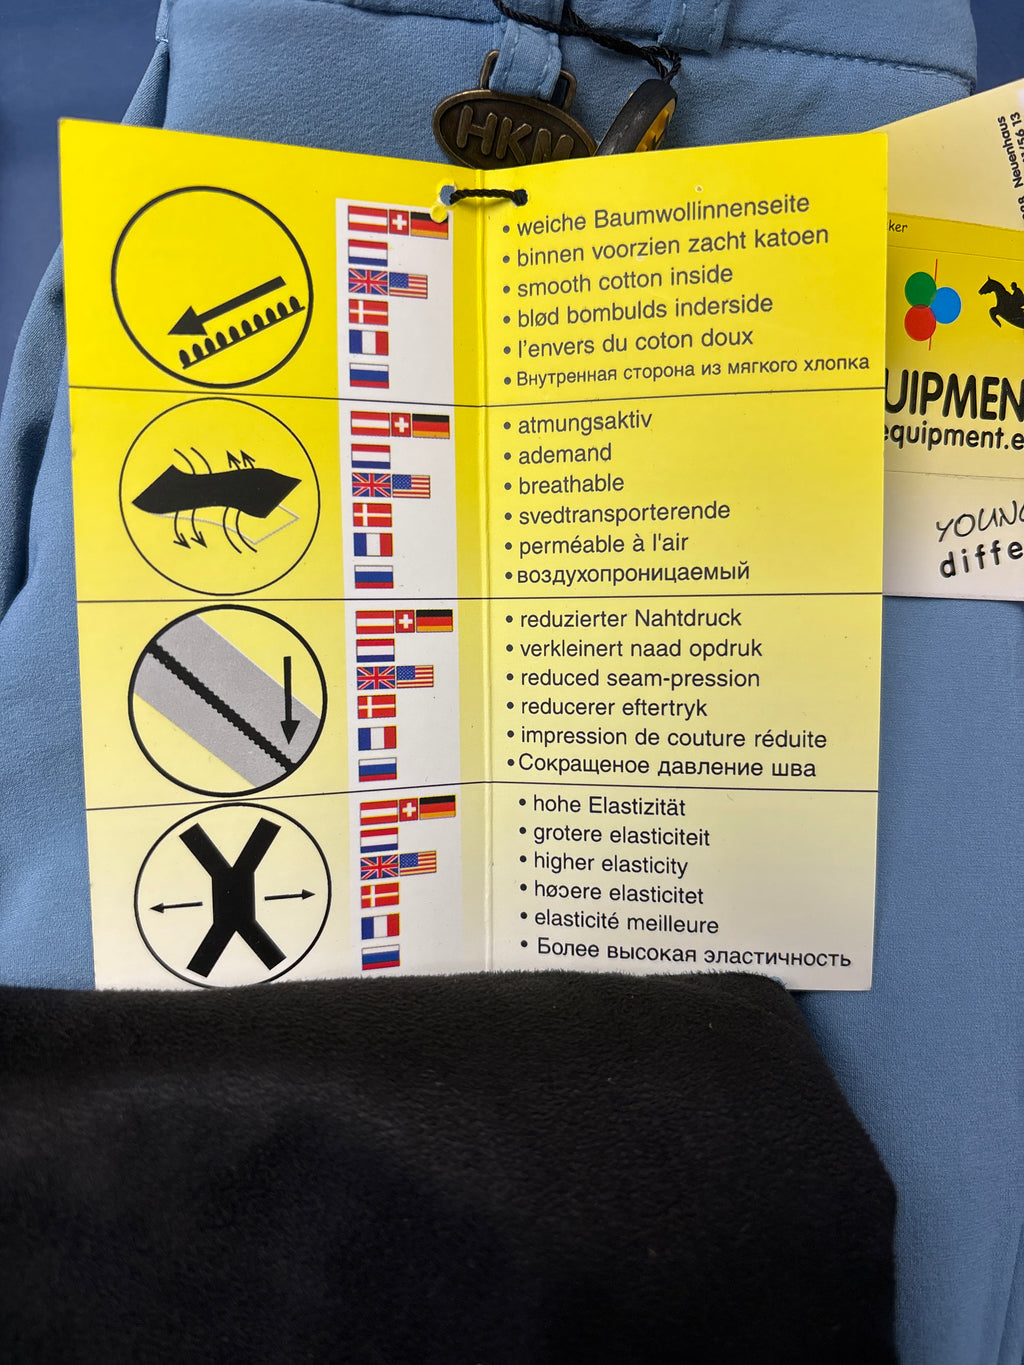 HKM
• weiche Baumwollinnenseite
• binnen voorzien zacht katoen
• smooth cotton inside
• blød bombulds inderside
• l'envers du coton doux
• Внутренная сторона из мягкого хлопка
• atmungsaktiv
• ademand
• breathable
• svedtransporterende
• perméable à l'air
• воздухопроницаемый
• reduzierter Nahtdruck
• verkleinert naad opdruk
• reduced seam-pression
• reducerer eftertryk
• impression de couture réduite
• Сокращеное давление шва
• hohe Elastizität
• grotere elasticiteit
• higher elasticity
• høɔere elasticitet
• elasticité meilleure
• Более высокая эластичность
Neuenhaus
56 13
ker
UIPMEN
equipment.e
YOUNG
diffe